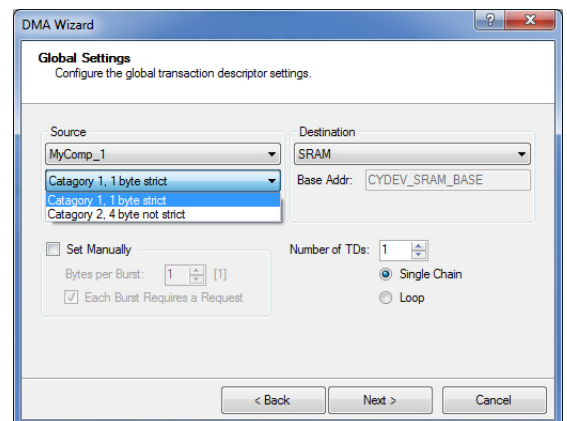 DMA Wizard
Global Settings
Configure the global transaction descriptor settings.
Source
MyComp_1
Catagory 1, 1 byte strict
Catagory 1, 1 byte strict
Catagory 2, 4 byte not strict
Destination
SRAM
Base Addr: CYDEV_SRAM_BASE
Set Manually
Bytes per Burst: 1 [1]
Each Burst Requires a Request
Number of TDs: 1
Single Chain
Loop
< Back Next > Cancel